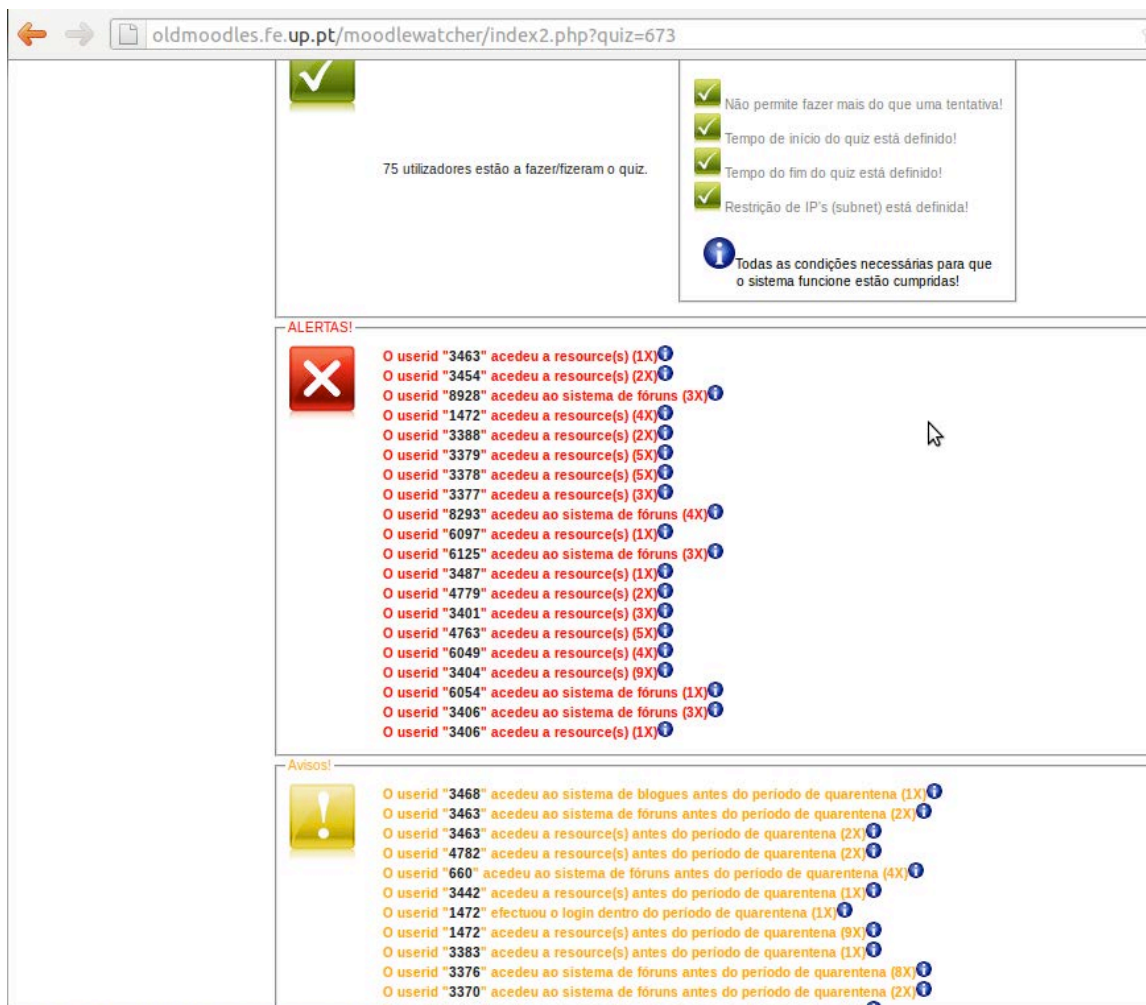 oldmoodles.fe.up.pt/moodlewatcher/index2.php?quiz=673
Não permite fazer mais do que uma tentativa!
Tempo de início do quiz está definido!
75 utilizadores estão a fazer/fizeram o quiz.
Tempo do fim do quiz está definido!
Restrição de IP's (subnet) está definida!
Todas as condições necessárias para que
o sistema funcione estão cumpridas!
ALERTAS!
O userid "3463" acedeu a resource(s) (1X)
O userid "3454" acedeu a resource(s) (2X)
O userid "8928" acedeu ao sistema de fóruns (3X)
O userid "1472" acedeu a resource(s) (4X)
O userid "3388" acedeu a resource(s) (2X)
O userid "3379" acedeu a resource(s) (5X)
O userid "3378" acedeu a resource(s) (5X)
O userid "3377" acedeu a resource(s) (3X)
O userid "8293" acedeu ao sistema de fóruns (4X)
O userid "6097" acedeu a resource(s) (1X)
O userid "6125" acedeu ao sistema de fóruns (3X)
O userid "3487" acedeu a resource(s) (1X)
O userid "4779" acedeu a resource(s) (2X)
O userid "3401" acedeu a resource(s) (3X)
O userid "4763" acedeu a resource(s) (5X)
O userid "6049" acedeu a resource(s) (4X)
O userid "3404" acedeu a resource(s) (9X)
O userid "6054" acedeu ao sistema de fóruns (1X)
O userid "3406" acedeu ao sistema de fóruns (3X)
O userid "3406" acedeu a resource(s) (1X)
Avisos!
O userid "3468" acedeu ao sistema de blogues antes do período de quarentena (1X)
O userid "3463" acedeu ao sistema de fóruns antes do período de quarentena (2X)
O userid "3463" acedeu a resource(s) antes do período de quarentena (2X)
O userid "4782" acedeu a resource(s) antes do período de quarentena (2X)
O userid "660" acedeu ao sistema de fóruns antes do período de quarentena (4X)
O userid "3442" acedeu a resource(s) antes do período de quarentena (1X)
O userid "1472" efectuou o login dentro do período de quarentena (1X)
O userid "1472" acedeu a resource(s) antes do período de quarentena (9X)
O userid "3383" acedeu a resource(s) antes do período de quarentena (1X)
O userid "3376" acedeu ao sistema de fóruns antes do período de quarentena (8X)
O userid "3370" acedeu ao sistema de fóruns antes do período de quarentena (2X)